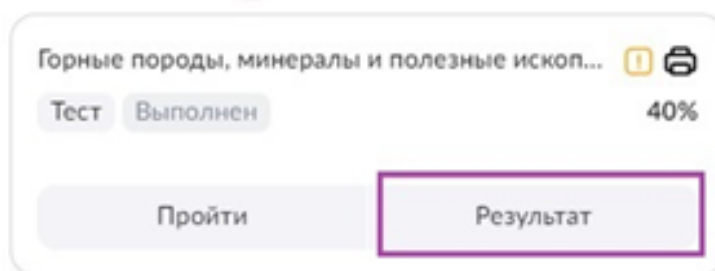 Горные породы, минералы и полезные ископ...
Тест Выполнен 40%
Пройти Результат